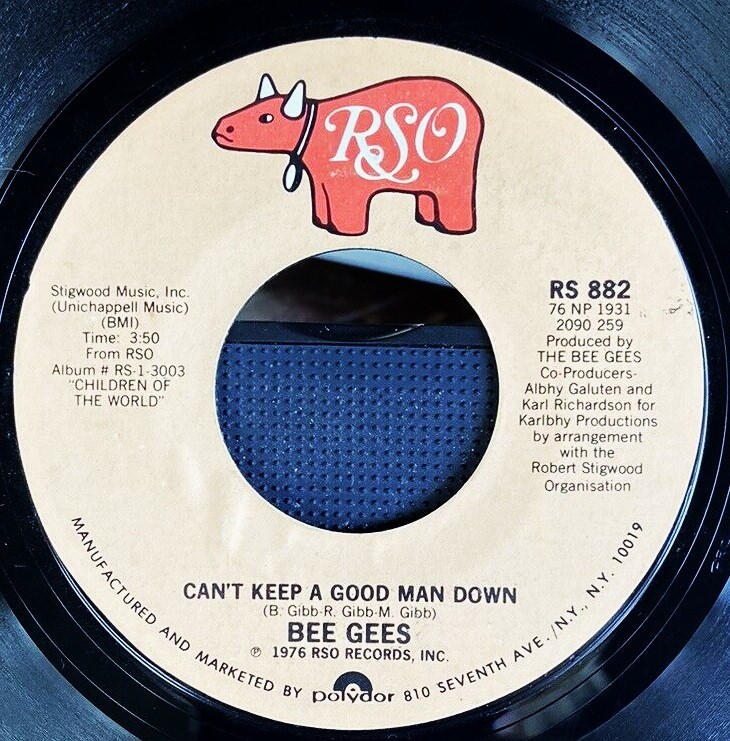 RSO
Stigwood Music, Inc.
(Unichappell Music)
(BMI)
Time: 3:50
From RSO
Album # RS-1-3003
"CHILDREN OF
THE WORLD"
RS 882
76 NP 1931
2090 259
Produced by
THE BEE GEES
Co-Producers-
Albhy Galuten and
Karl Richardson for
Karlbhy Productions
by arrangement
with the
Robert Stigwood
Organisation
CAN'T KEEP A GOOD MAN DOWN
(B. Gibb-R. Gibb-M. Gibb)
BEE GEES
℗ 1976 RSO RECORDS, INC.
MANUFACTURED AND MARKETED BY polydor 810 SEVENTH AVE./N.Y., N.Y. 10019